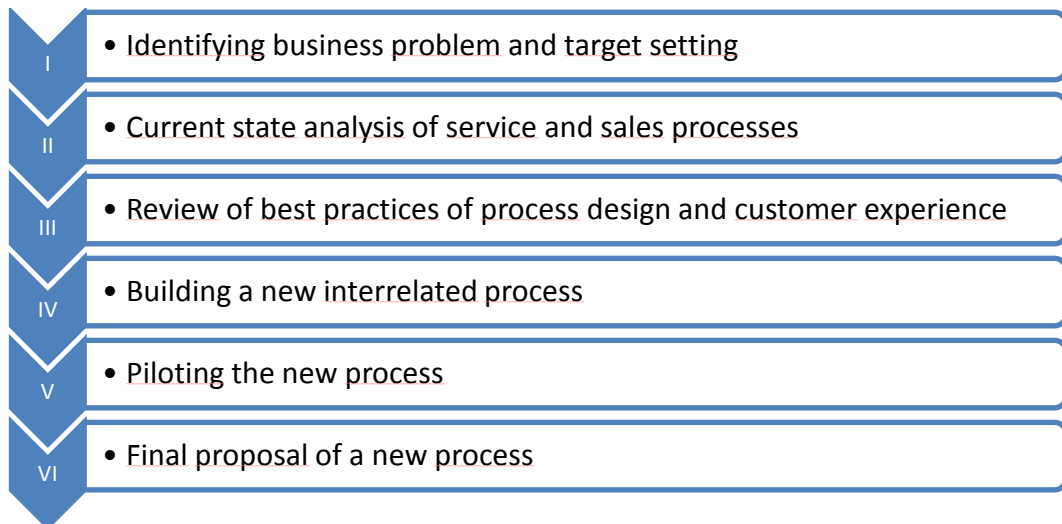 I
• Identifying business problem and target setting
II
• Current state analysis of service and sales processes
III
• Review of best practices of process design and customer experience
IV
• Building a new interrelated process
V
• Piloting the new process
VI
• Final proposal of a new process